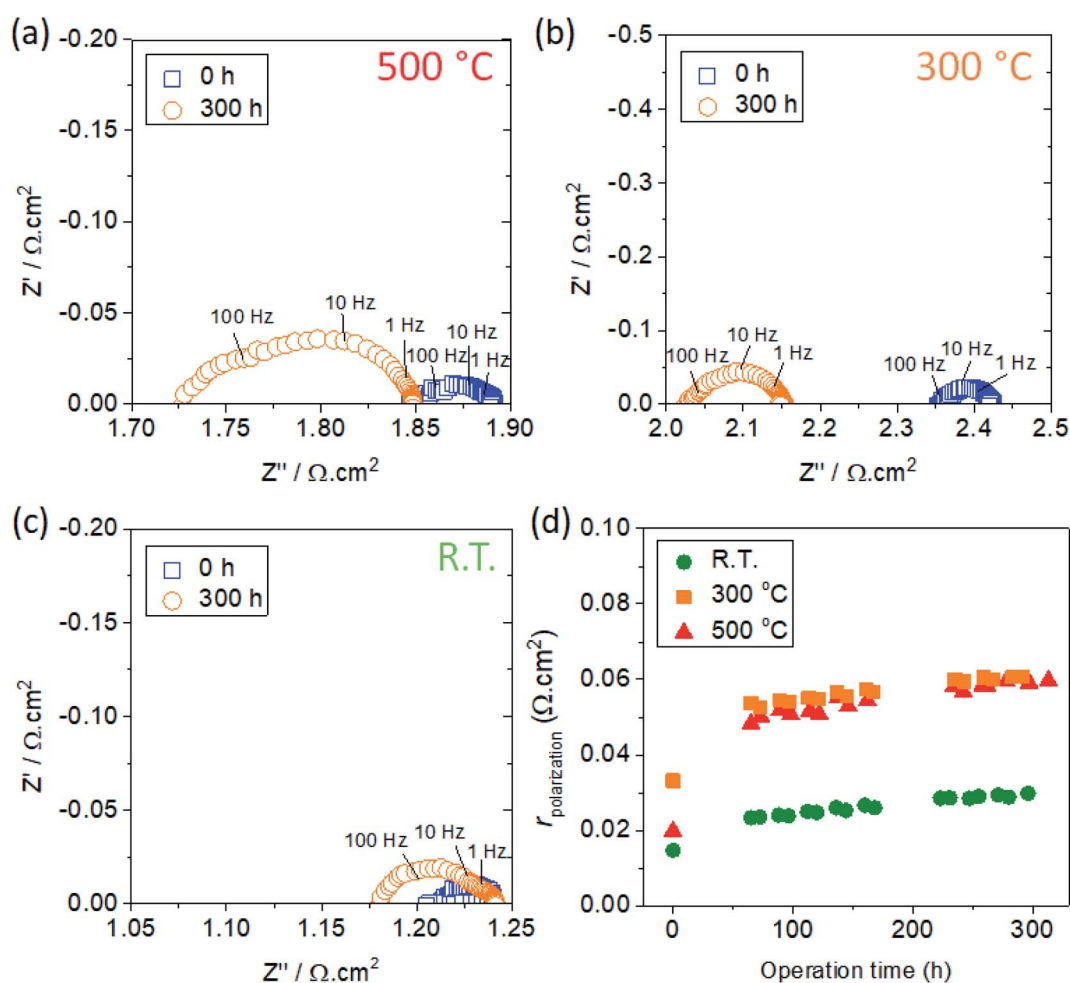 (a)
500 °C
0 h
300 h
-0.20
-0.15
-0.10
-0.05
0.00
100 Hz
10 Hz
1 Hz
100 Hz
10 Hz
1 Hz
1.70
1.75
1.80
1.85
1.90
Z' / Ω.cm²
Z" / Ω.cm²
(b)
300 °C
0 h
300 h
-0.5
-0.4
-0.3
-0.2
-0.1
0.0
100 Hz
10 Hz
1 Hz
100 Hz
10 Hz
1 Hz
2.0
2.1
2.2
2.3
2.4
2.5
Z' / Ω.cm²
Z" / Ω.cm²
(c)
R.T.
0 h
300 h
-0.20
-0.15
-0.10
-0.05
0.00
100 Hz
10 Hz
1 Hz
1.05
1.10
1.15
1.20
1.25
Z' / Ω.cm²
Z" / Ω.cm²
(d)
R.T.
300 °C
500 °C
0.10
0.08
0.06
0.04
0.02
0.00
0
100
200
300
r polarization (Ω.cm²)
Operation time (h)